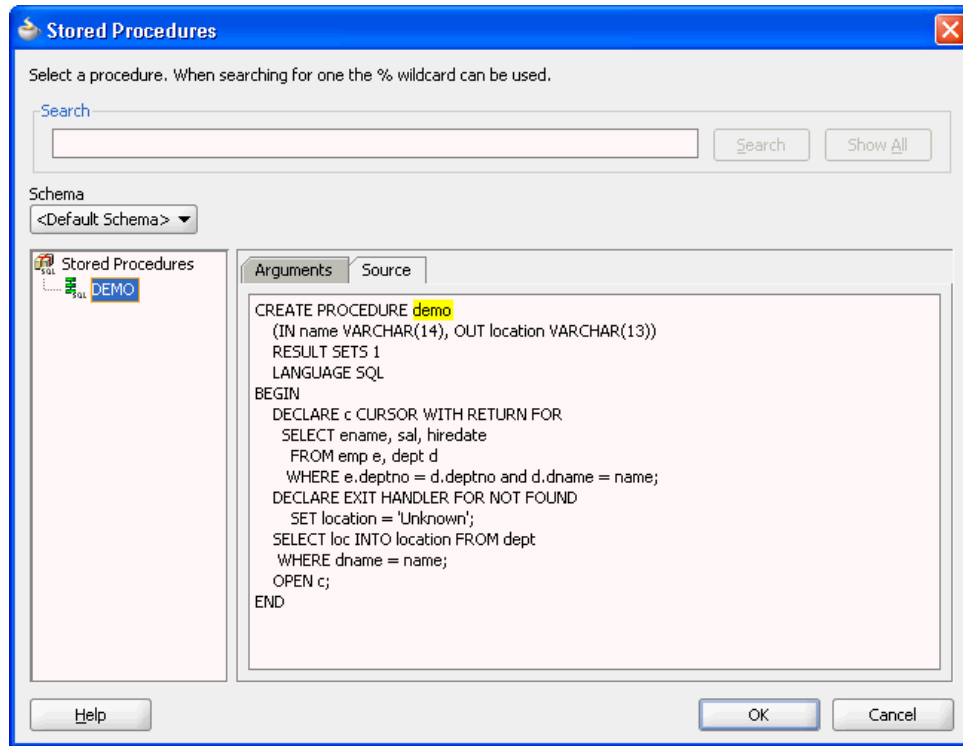 Stored Procedures
Select a procedure. When searching for one the % wildcard can be used.
Search
Search
Show All
Schema
<Default Schema>
Stored Procedures
SQL
DEMO
SQL
Arguments
Source
CREATE PROCEDURE demo
(IN name VARCHAR(14), OUT location VARCHAR(13))
RESULT SETS 1
LANGUAGE SQL
BEGIN
DECLARE c CURSOR WITH RETURN FOR
SELECT ename, sal, hiredate
FROM emp e, dept d
WHERE e.deptno = d.deptno and d.dname = name;
DECLARE EXIT HANDLER FOR NOT FOUND
SET location = 'Unknown';
SELECT loc INTO location FROM dept
WHERE dname = name;
OPEN c;
END
Help
OK
Cancel